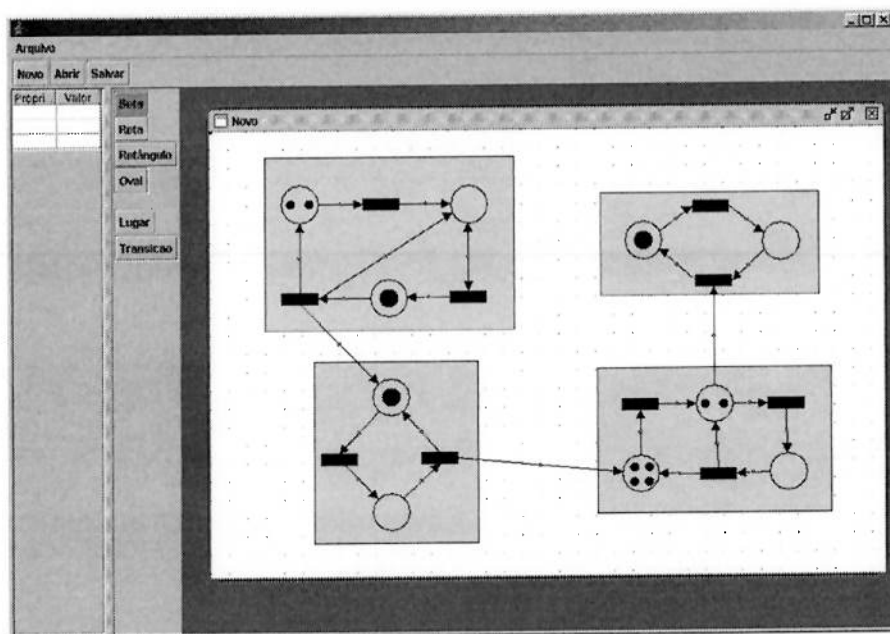 Arquivo
Novo Abrir Salvar
Propri... Valor
Seta
Reta
Retângulo
Oval
Lugar
Transicao
Novo